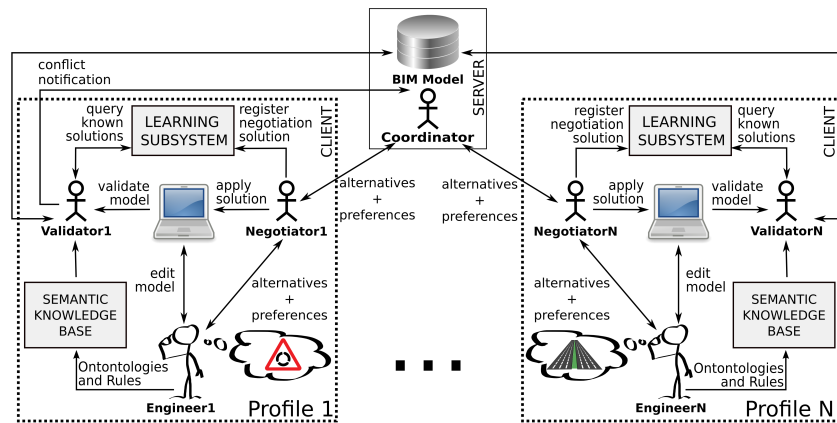 BIM Model
SERVER
Coordinator
conflict
notification
CLIENT
query
known
solutions
LEARNING
SUBSYSTEM
register
negotiation
solution
validate
model
apply
solution
Validator1
Negotiator1
alternatives
+
preferences
edit
model
alternatives
+
preferences
SEMANTIC
KNOWLEDGE
BASE
Ontontologies
and Rules
Engineer1
Profile 1
alternatives
+
preferences
CLIENT
register
negotiation
solution
LEARNING
SUBSYSTEM
query
known
solutions
apply
solution
validate
model
NegotiatorN
ValidatorN
alternatives
+
preferences
edit
model
SEMANTIC
KNOWLEDGE
BASE
Ontontologies
and Rules
EngineerN
Profile N